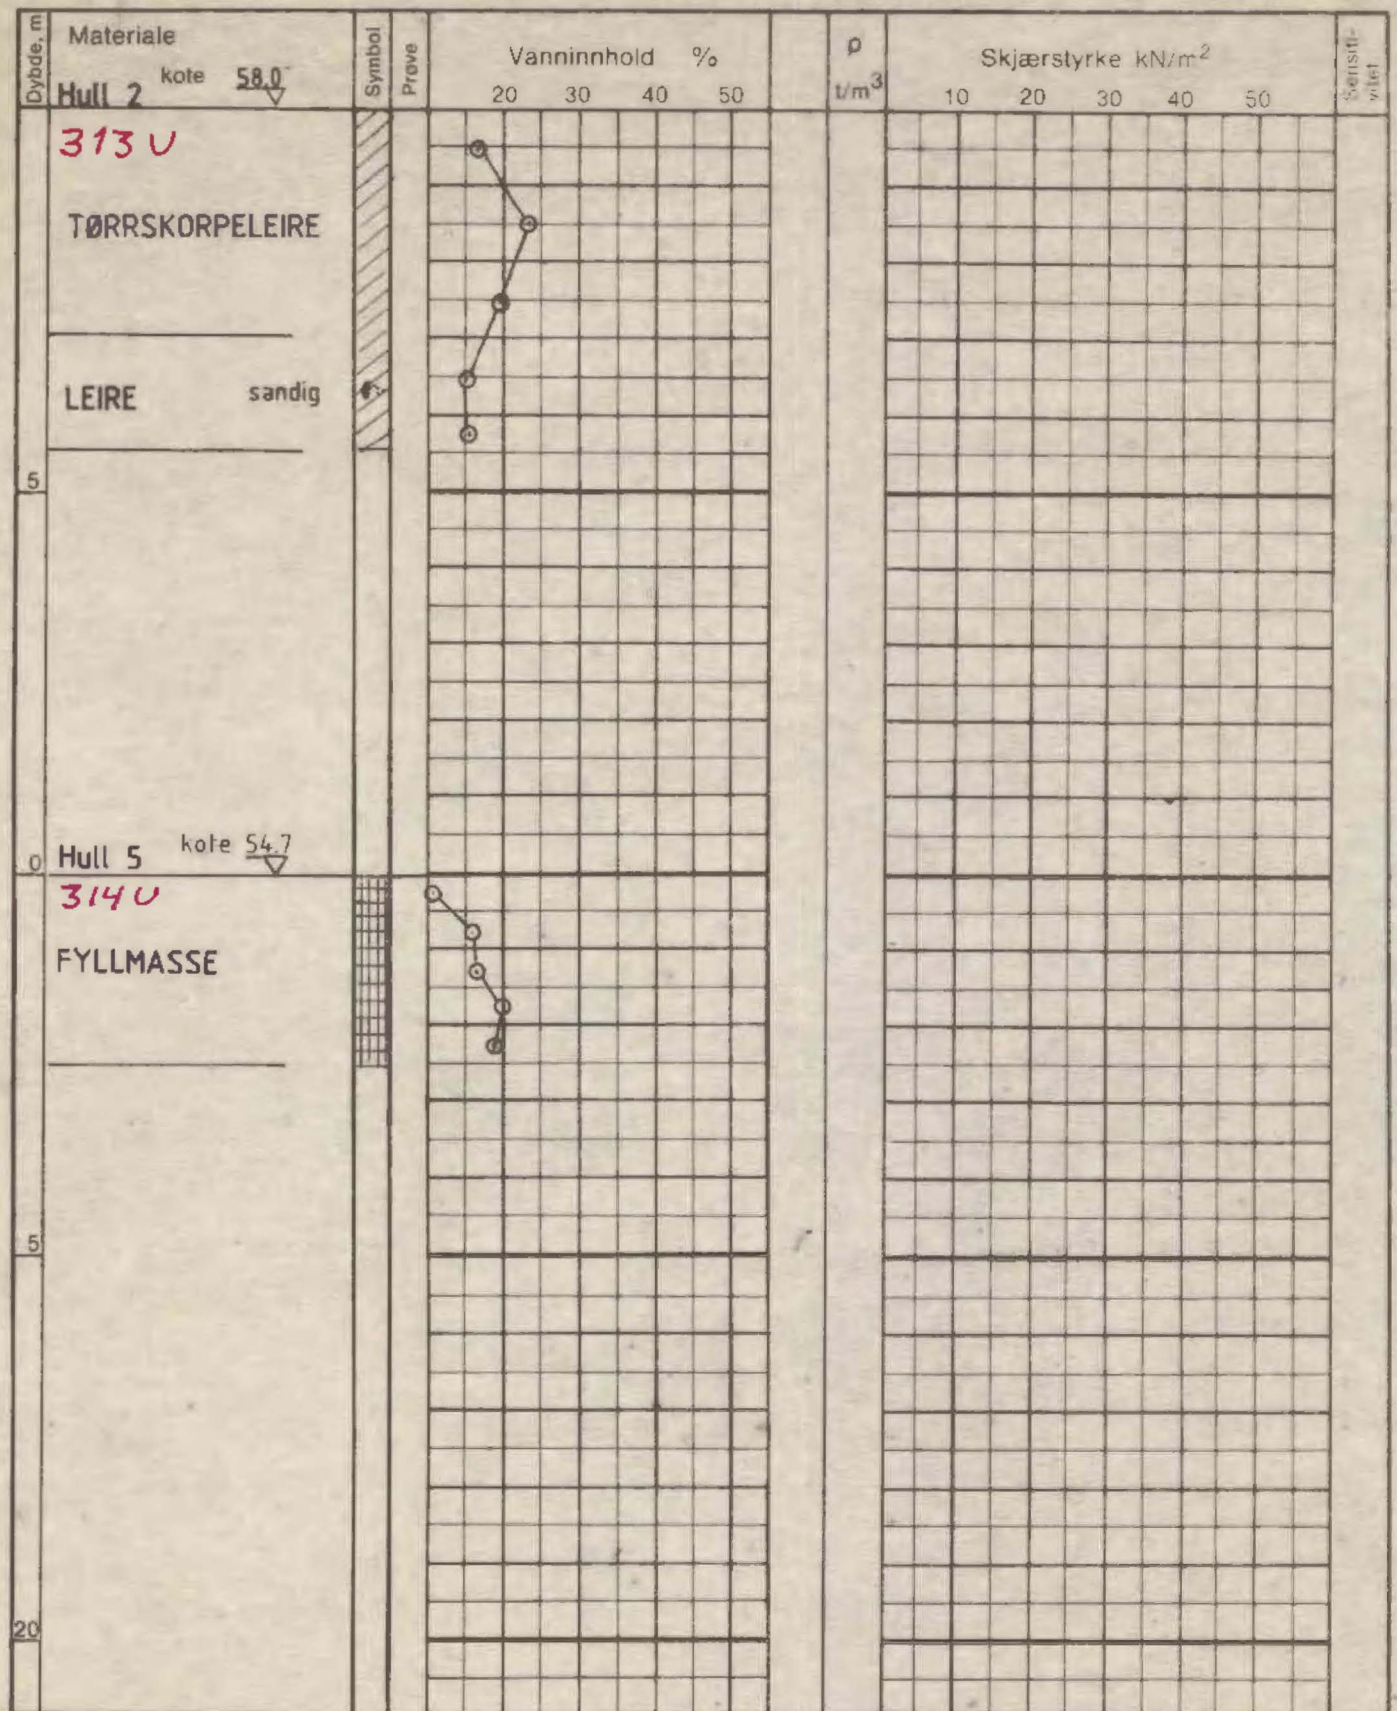 Dybde, m
Materiale
Hull 2 kote 58.0
Symbol
Prøve
Vanninnhold %
20 30 40 50
ρ
t/m³
Skjærstyrke kN/m²
10 20 30 40 50
Sensiti-
vitet
313 U
TØRRSKORPELEIRE
LEIRE sandig
5
0 Hull 5 kote 54.7
314 U
FYLLMASSE
5
20